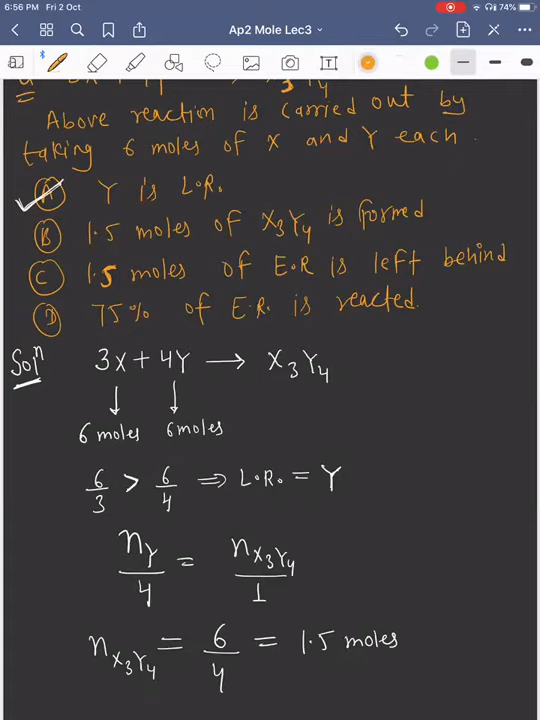 6:56 PM Fri 2 Oct 74%
Ap2 Mole Lec3
T
X3Y4
Above reaction is carried out by
taking 6 moles of X and Y each.
(A) Y is L.R.
(B) 1.5 moles of X3Y4 is formed
(C) 1.5 moles of E.R is left behind
(D) 75% of E.R. is reacted.
Solⁿ 3X + 4Y → X3Y4
6 moles 6 moles
6/3 > 6/4 ⇒ L.R. = Y
nY/4 = nX3Y4/1
nX3Y4 = 6/4 = 1.5 moles